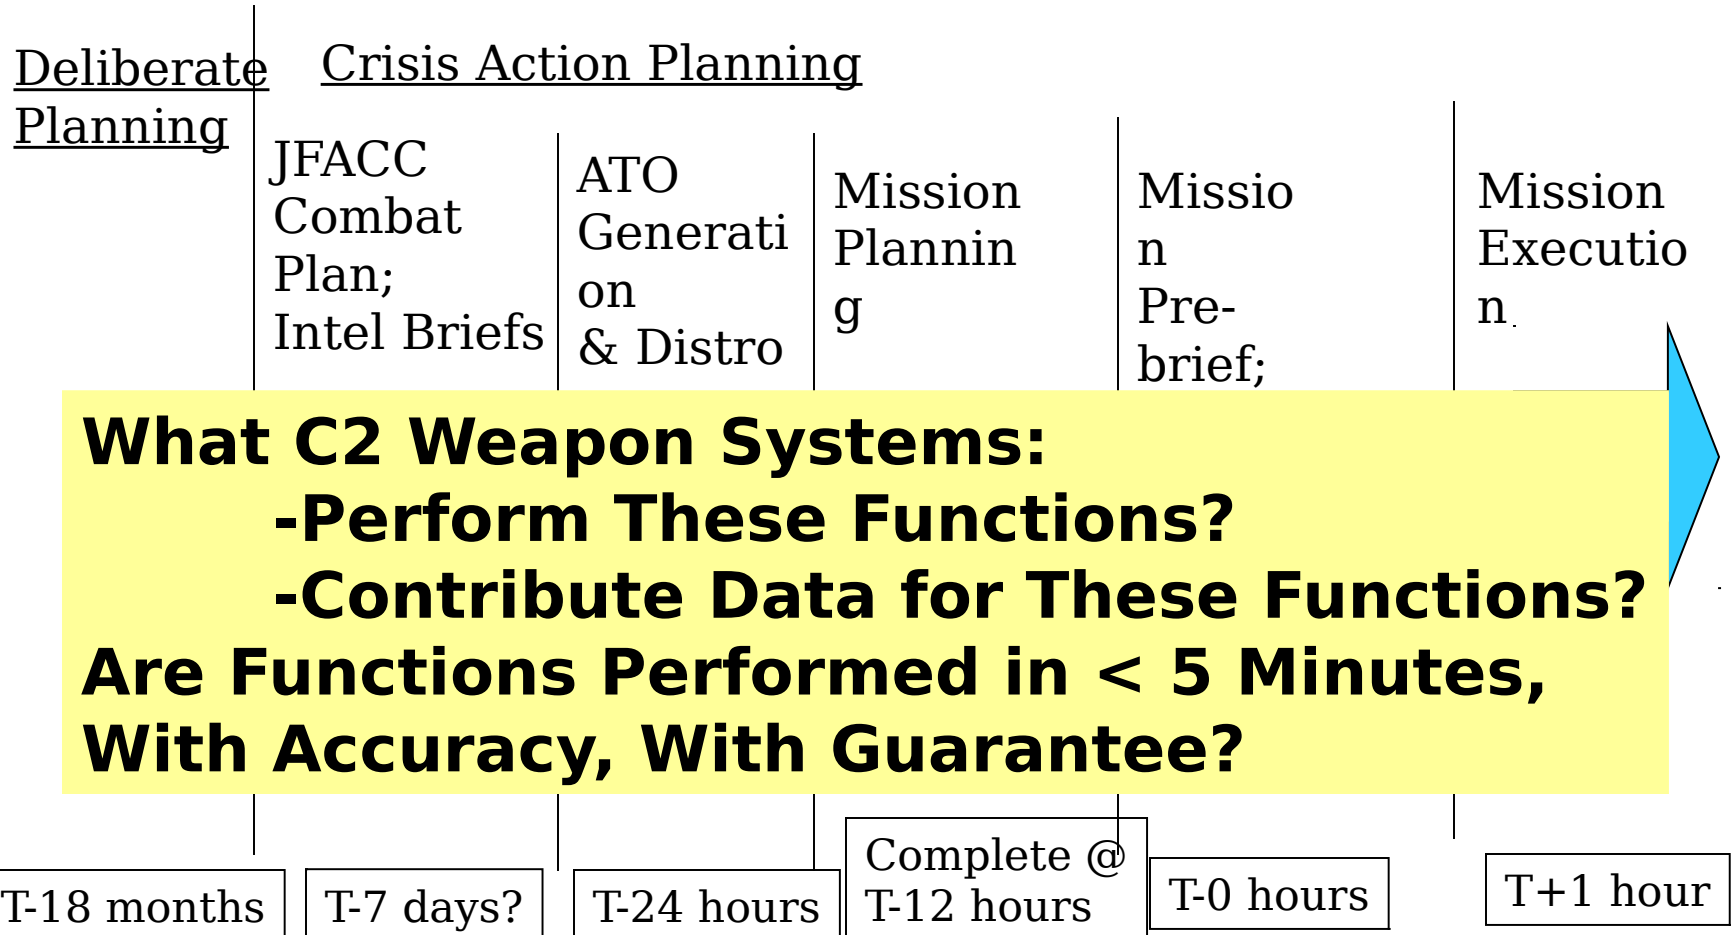 Deliberate
Planning
Crisis Action Planning
JFACC
Combat
Plan;
Intel Briefs
ATO
Generati
on
& Distro
Mission
Plannin
g
Missio
n
Pre-
brief;
Mission
Executio
n
What C2 Weapon Systems:
-Perform These Functions?
-Contribute Data for These Functions?
Are Functions Performed in < 5 Minutes,
With Accuracy, With Guarantee?
T-18 months
T-7 days?
T-24 hours
Complete @
T-12 hours
T-0 hours
T+1 hour